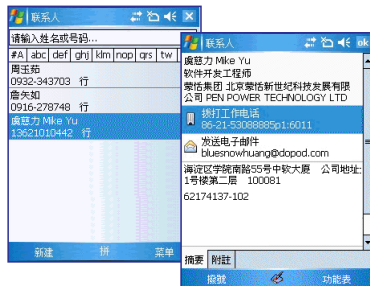 联系人
请输入姓名或号码...
#A abc def ghj klm nop qrs tw
周玉茹
0932-343703 行
詹矢如
0916-278748 行
虞慈力 Mike Yu
13621010442 行
新建 拼 菜单
联系人 ok
虞慈力 Mike Yu
软件开发工程师
蒙恬集团 北京蒙恬新世纪科技发展有限
公司 PEN POWER TECHNOLOGY LTD
拨打工作电话
86-21-53088885p1:6011
发送电子邮件
bluesnowhuang@dopod.com
海淀区学院南路55号中软大厦 公司地址:
1号楼第二层 100081
62174137-102
摘要 附註
撥號 功能表